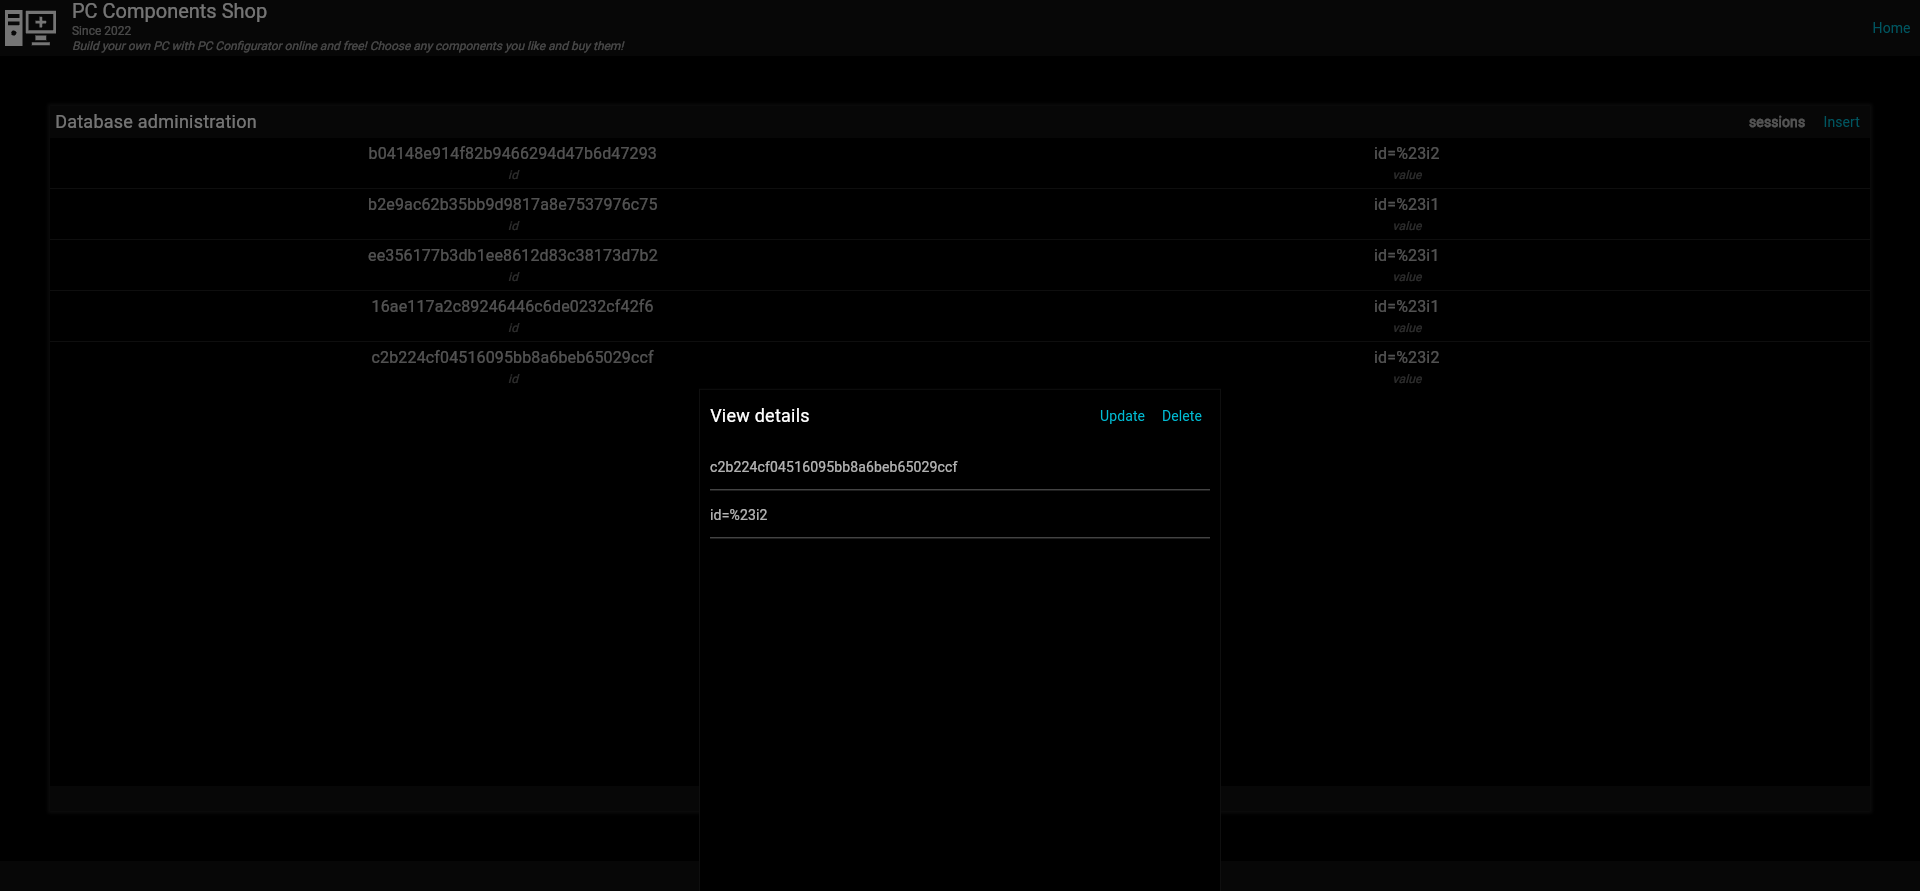 PC Components Shop
Since 2022
Build your own PC with PC Configurator online and free! Choose any components you like and buy them!
Home
Database administration
sessions Insert
b04148e914f82b9466294d47b6d47293 id=%23i2
id value
b2e9ac62b35bb9d9817a8e7537976c75 id=%23i1
id value
ee356177b3db1ee8612d83c38173d7b2 id=%23i1
id value
16ae117a2c89246446c6de0232cf42f6 id=%23i1
id value
c2b224cf04516095bb8a6beb65029ccf id=%23i2
id value
View details Update Delete
c2b224cf04516095bb8a6beb65029ccf
id=%23i2